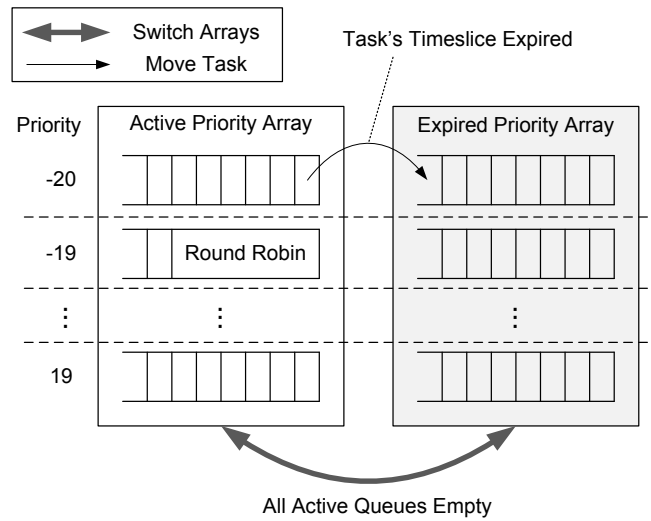 Switch Arrays
Move Task
Task's Timeslice Expired
Priority
Active Priority Array
Expired Priority Array
-20
-19
Round Robin
⋮
⋮
⋮
19
All Active Queues Empty